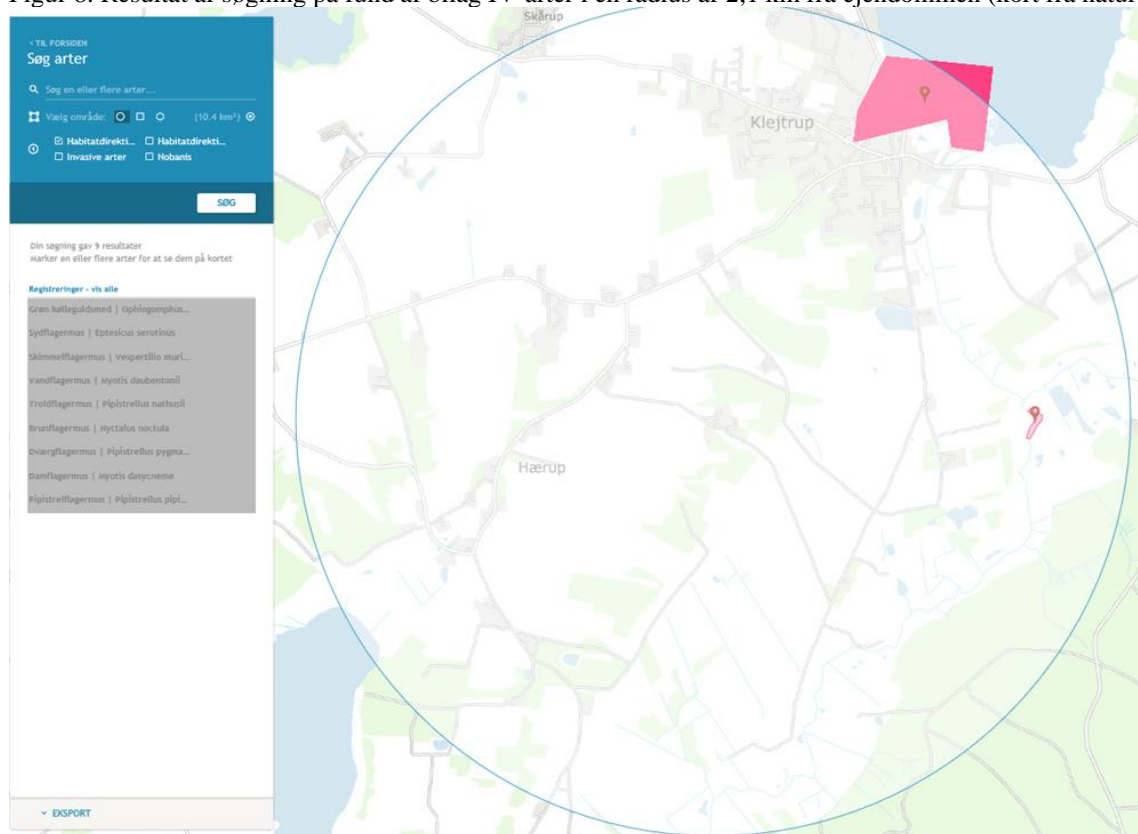 Figur 8. Resultat af søgning på fund af bilag IV-arter i en radius af 2,1 km fra ejendommen (kort fra natur
‹ TIL FORSIDEN
Søg arter
Søg en eller flere arter...
Vælg område: (10.4 km²)
Habitatdirekti... Habitatdirekti...
Invasive arter Nobanis
SØG
Din søgning gav 9 resultater
Marker en eller flere arter for at se dem på kortet
Registreringer - vis alle
Grøn kølleguldsmed | Ophiogomphus...
Sydflagermus | Eptesicus serotinus
Skimmelflagermus | Vespertilio muri...
Vandflagermus | Myotis daubentonii
Troldflagermus | Pipistrellus nathusii
Brunflagermus | Nyctalus noctula
Dværgflagermus | Pipistrellus pygma...
Damflagermus | Myotis dasycneme
Pipistrelflagermus | Pipistrellus pipi...
EKSPORT
Skårup
Klejtrup
Hærup